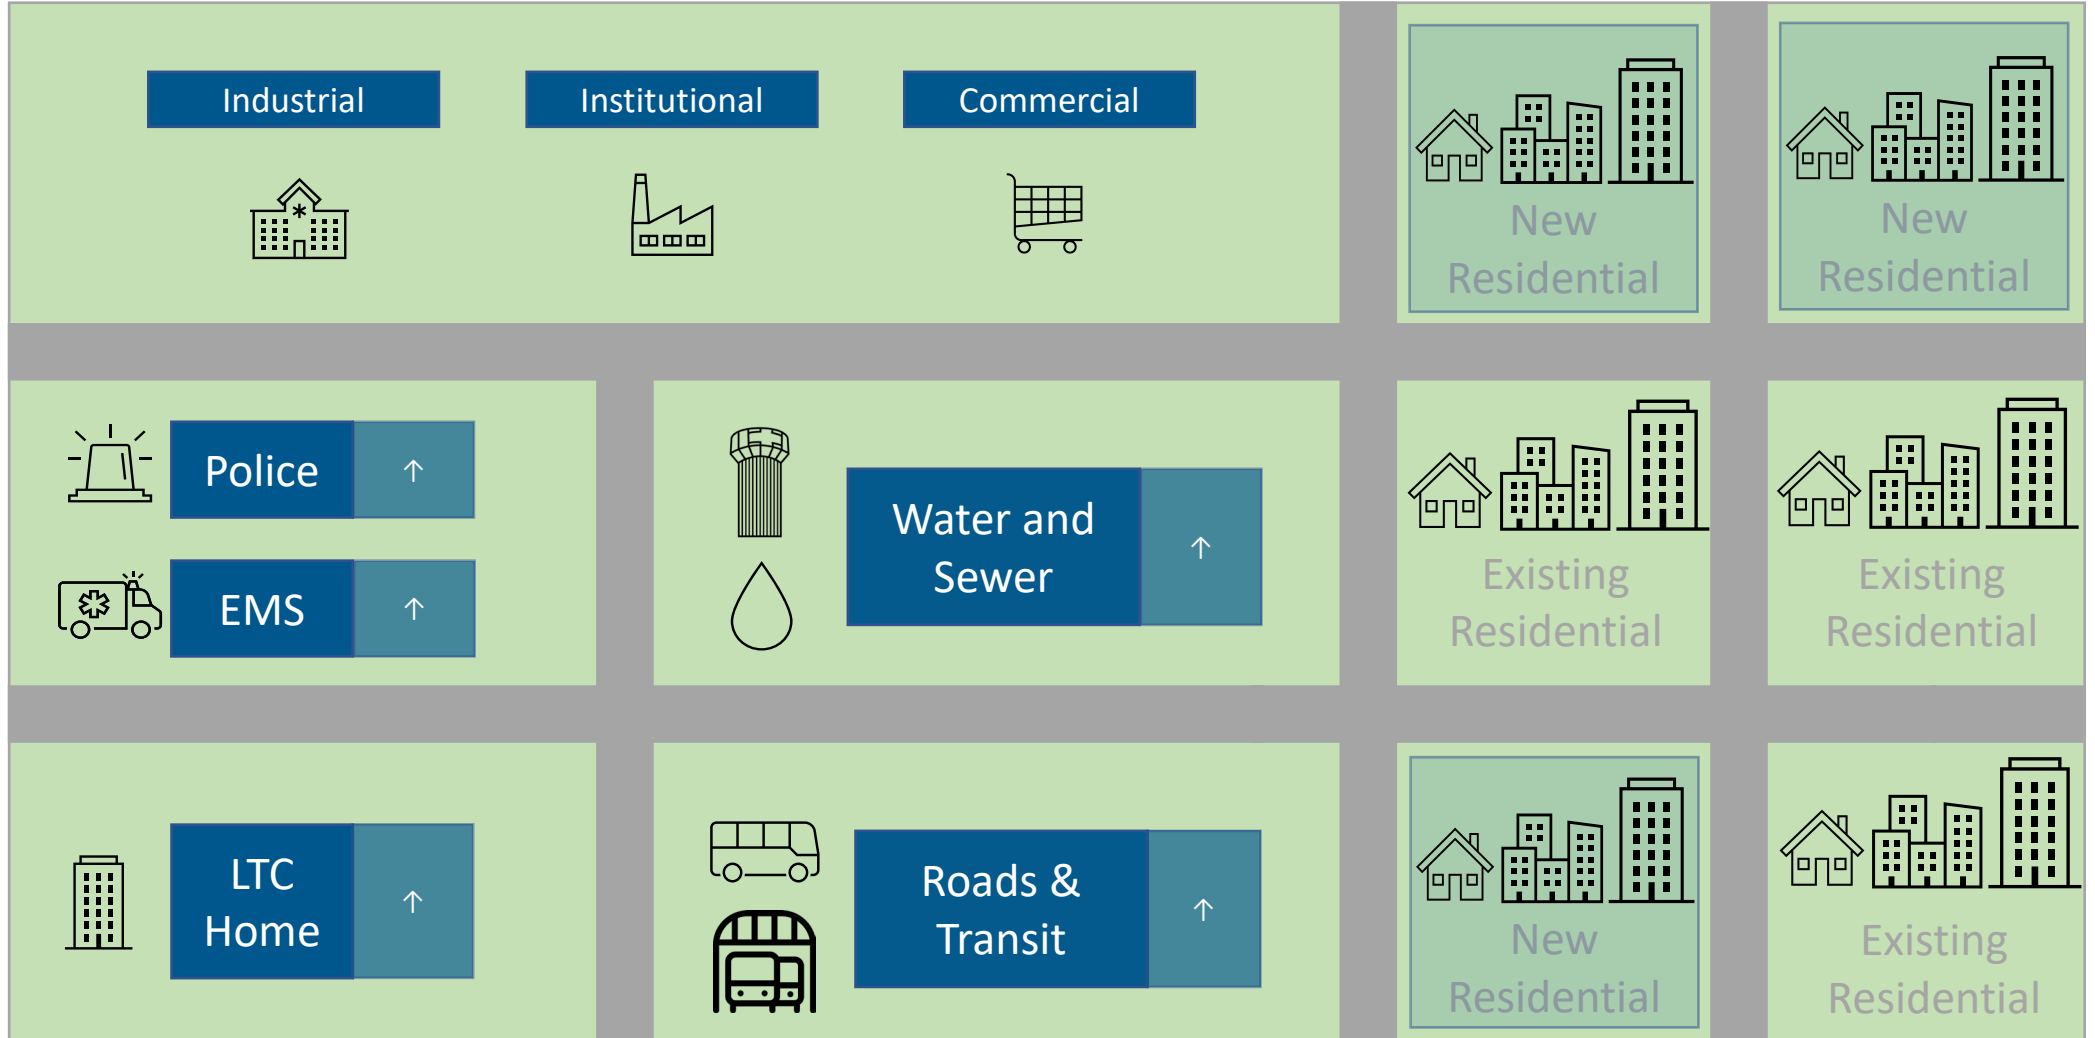 Industrial
Institutional
Commercial
New
Residential
New
Residential
Police
↑
EMS
↑
Water and
Sewer
↑
Existing
Residential
Existing
Residential
LTC
Home
↑
Roads &
Transit
↑
New
Residential
Existing
Residential